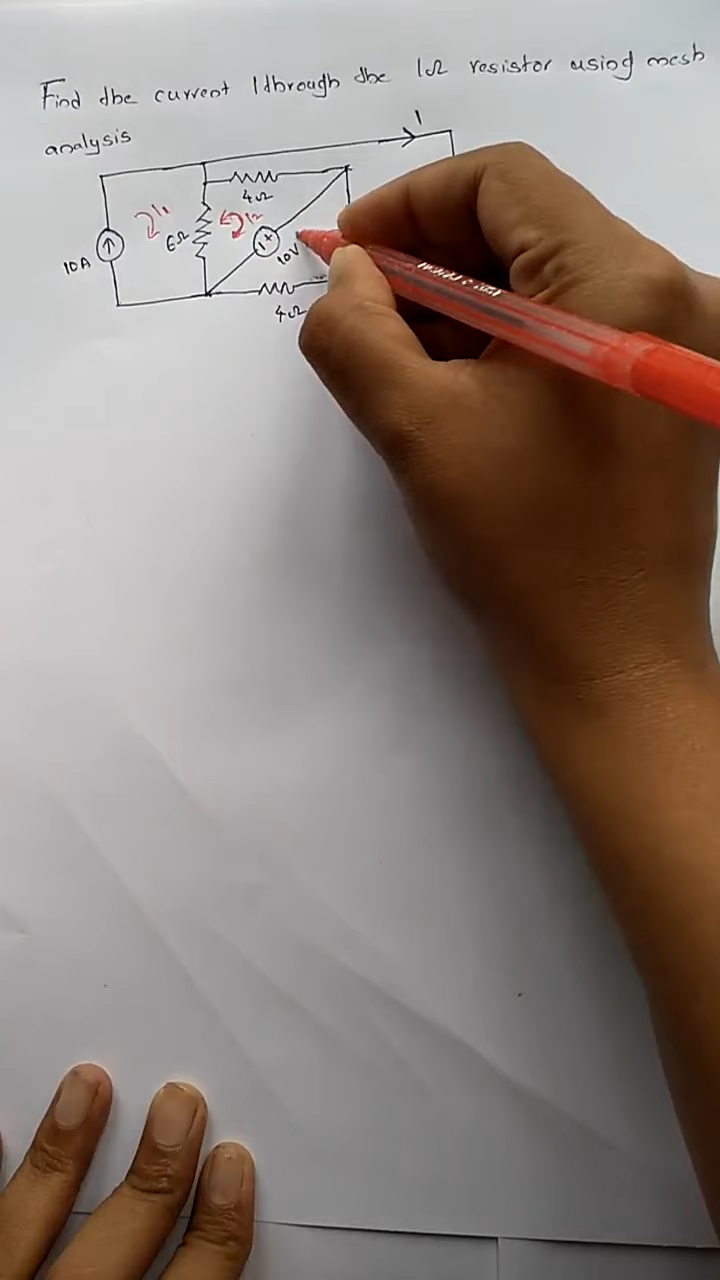 Find the current I through the 1Ω resistor using mesh
analysis
I
4Ω
I1
I2
6Ω
10V
10A
4Ω